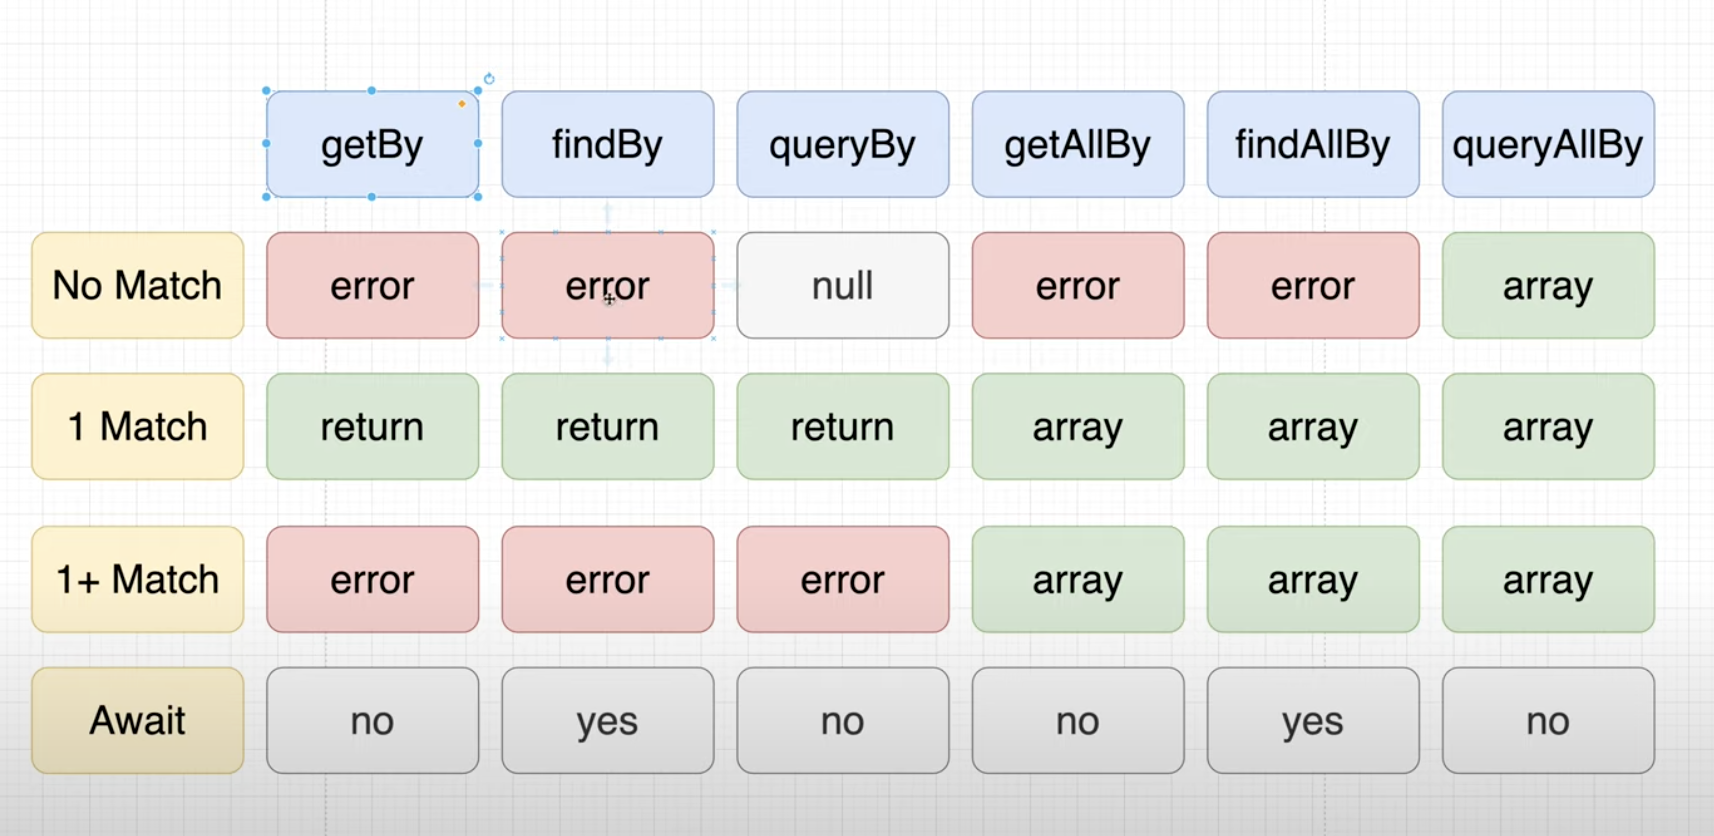 getBy findBy queryBy getAllBy findAllBy queryAllBy
No Match error error null error error array
1 Match return return return array array array
1+ Match error error error array array array
Await no yes no no yes no